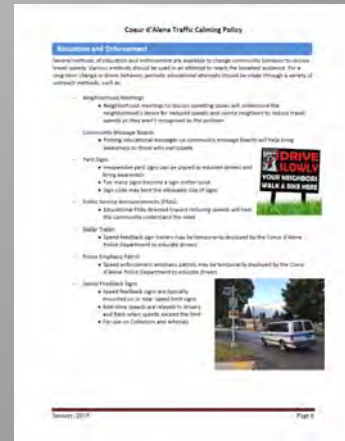 Coeur d'Alene Traffic Calming Policy
Education and Enforcement
Several methods of education and enforcement are available to change community behavior to reduce
travel speeds. Various methods should be used in an attempt to reach the broadest audience. For a
long-term change in driver behavior, periodic educational attempts should be made through a variety of
outreach methods, such as:
- Neighborhood Meetings
• Neighborhood meetings to discuss speeding issues will understand the
neighborhood's desire for reduced speeds and remind neighbors to reduce travel
speeds as they aren't recognized as the problem
- Community Message Boards
• Posting educational messages on community message boards will help bring
awareness to those who participate
- Yard Signs
• Inexpensive yard signs can be placed to educate drivers and
bring awareness
• Too many signs become a sign clutter issue
• Sign code may limit the allowable size of signs
DRIVE
SLOWLY
YOUR NEIGHBORS
WALK & BIKE HERE
- Public Service Announcements (PSAs)
• Educational PSAs directed toward reducing speeds will help
the community understand the need
- Radar Trailer
• Speed feedback sign trailers may be temporarily deployed by the Coeur d'Alene
Police Department to educate drivers
- Police Emphasis Patrol
• Speed enforcement emphasis patrols may be temporarily deployed by the Coeur
d'Alene Police Department to educate drivers
- Speed Feedback Signs
• Speed feedback signs are typically
mounted on or near speed limit signs
• Real-time speeds are relayed to drivers
and flash when speeds exceed the limit
• For use on Collectors and Arterials
January, 2019
Page 6